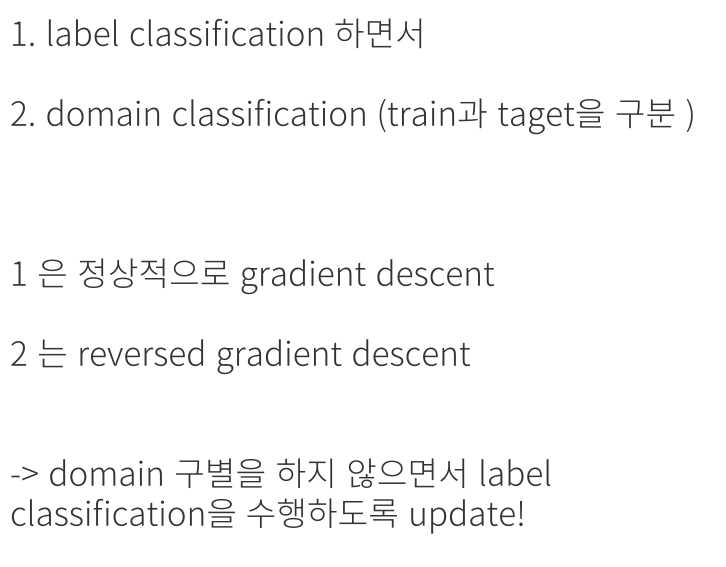 1. label classification 하면서
2. domain classification (train과 taget을 구분 )
1 은 정상적으로 gradient descent
2 는 reversed gradient descent
-> domain 구별을 하지 않으면서 label
classification을 수행하도록 update!